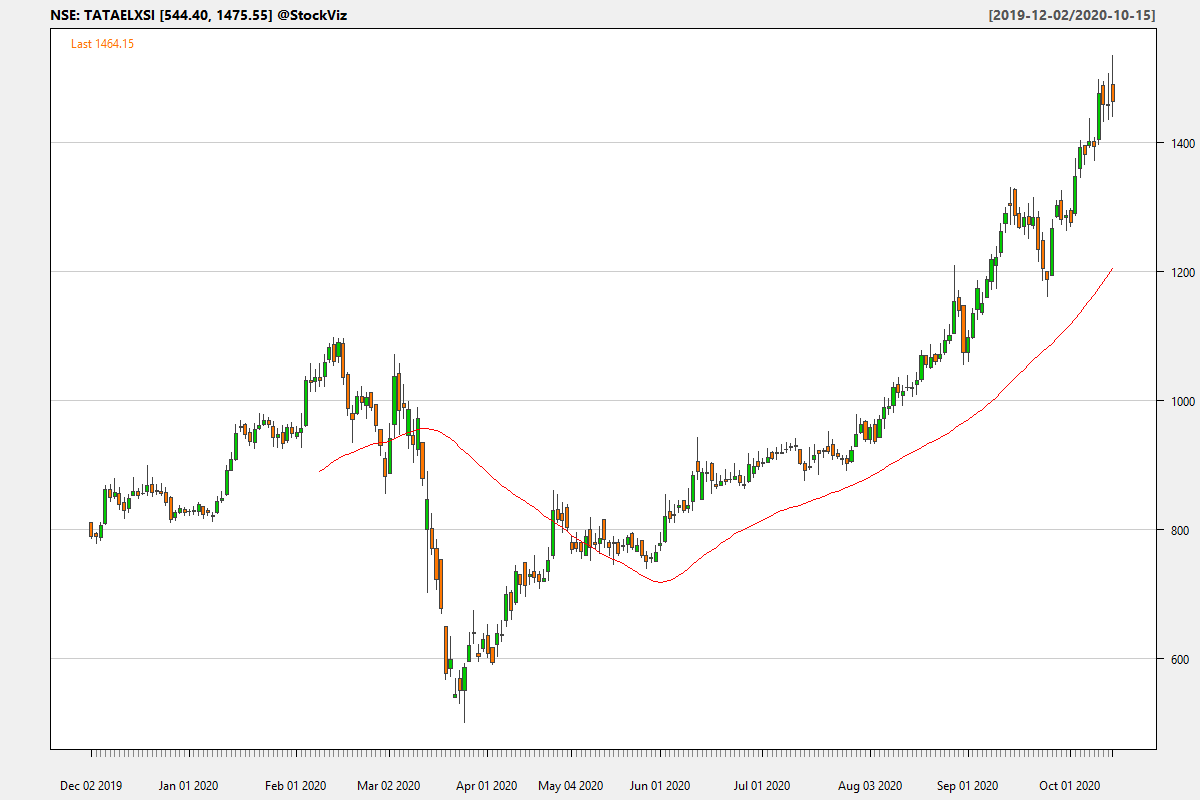 NSE: TATAELXSI [544.40, 1475.55] @StockViz [2019-12-02/2020-10-15]
Last 1464.15
1400
1200
1000
800
600
Dec 02 2019 Jan 01 2020 Feb 01 2020 Mar 02 2020 Apr 01 2020 May 04 2020 Jun 01 2020 Jul 01 2020 Aug 03 2020 Sep 01 2020 Oct 01 2020